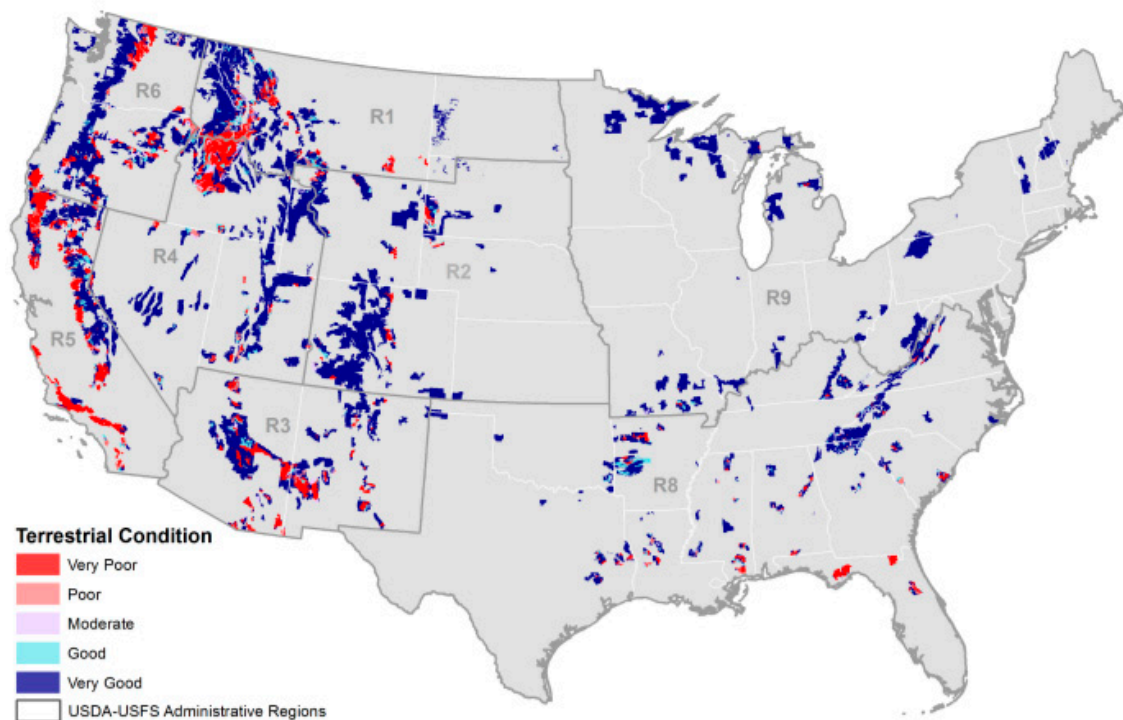 R6
R1
R4
R2
R9
R5
R3
R8
Terrestrial Condition
Very Poor
Poor
Moderate
Good
Very Good
USDA-USFS Administrative Regions